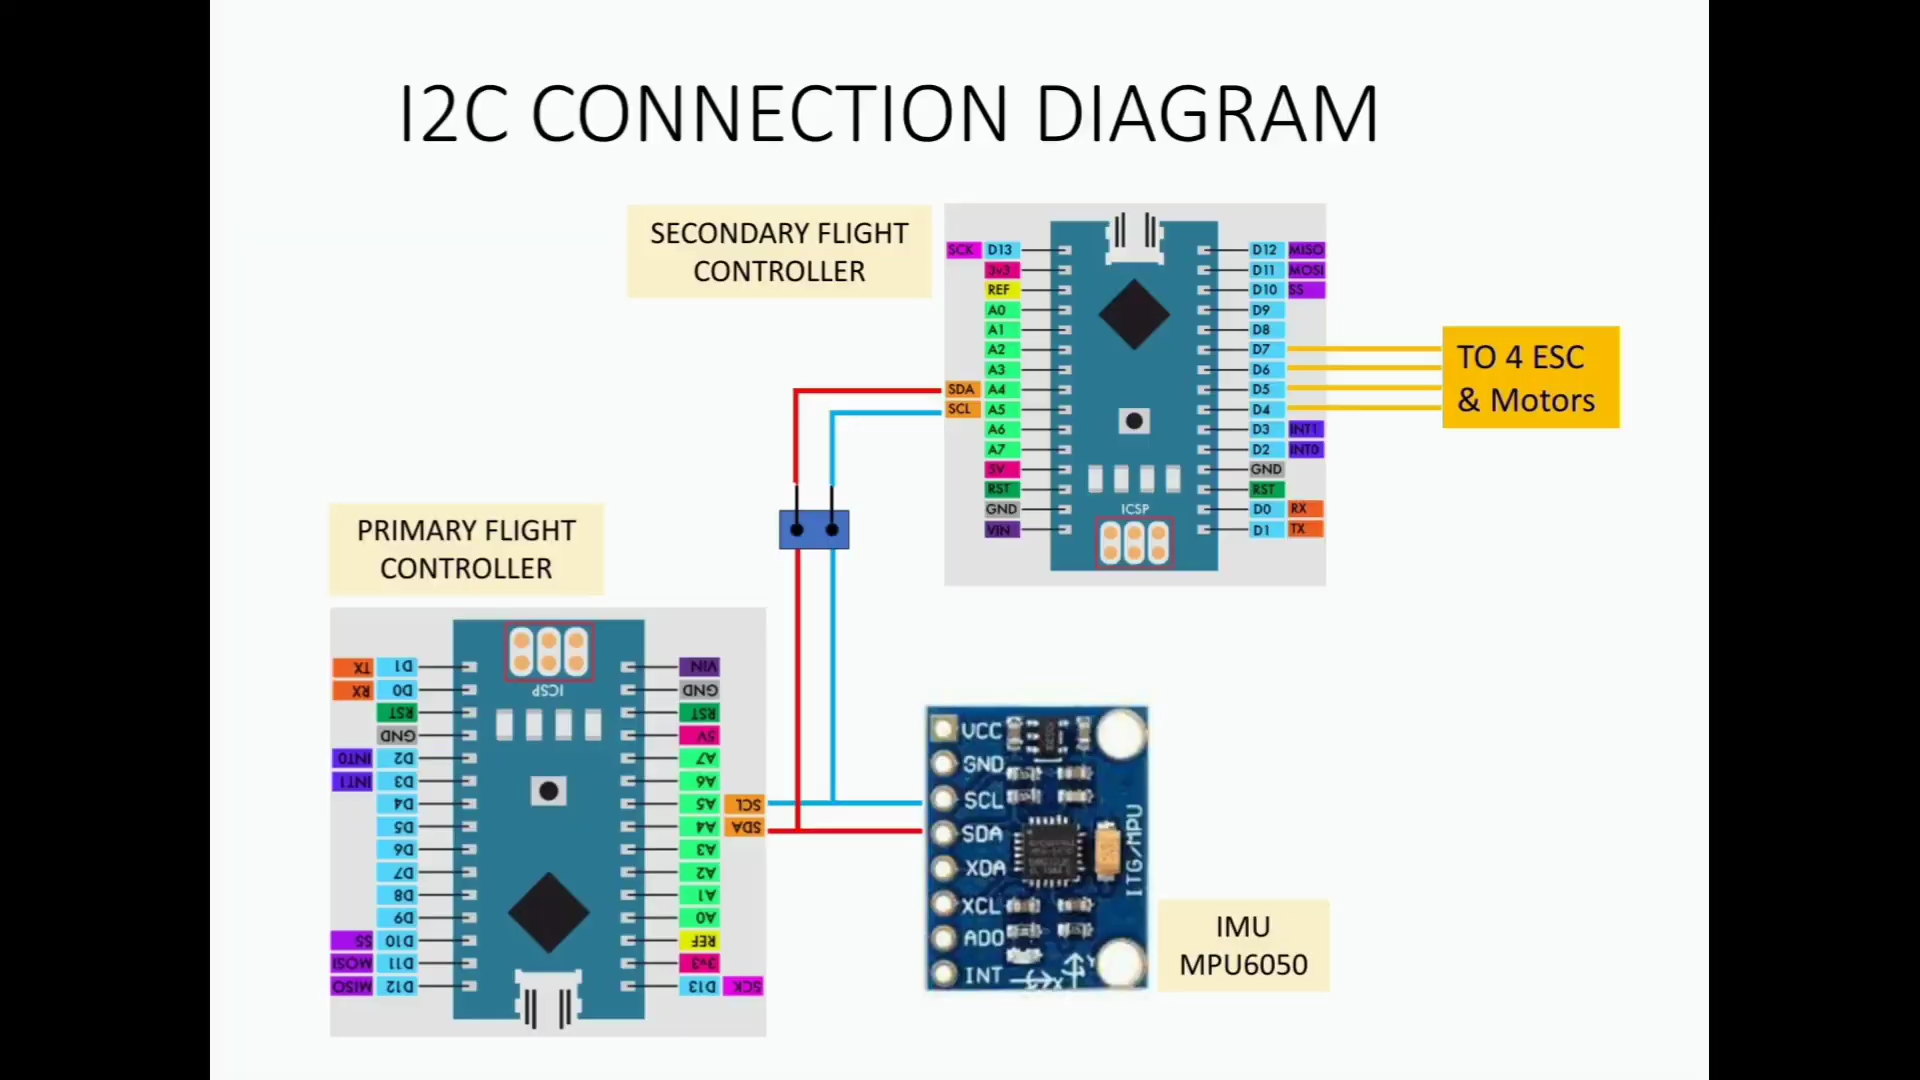 I2C CONNECTION DIAGRAM
SECONDARY FLIGHT
CONTROLLER
SCK D13
3v3
REF
A0
A1
A2
A3
SDA A4
SCL A5
A6
A7
5V
RST
GND
VIN
ICSP
D12 MISO
D11 MOSI
D10 SS
D9
D8
D7
D6
D5
D4
D3 INT1
D2 INT0
GND
RST
D0 RX
D1 TX
TO 4 ESC
& Motors
PRIMARY FLIGHT
CONTROLLER
TX D1
RX D0
RST
GND
INT0 D2
INT1 D3
D4
D5
D6
D7
D8
D9
SS D10
MOSI D11
MISO D12
ICSP
VIN
GND
RST
5V
A7
A6
A5 SCL
A4 SDA
A3
A2
A1
A0
REF
3v3
D13 SCK
VCC
GND
SCL
SDA
XDA
XCL
ADO
INT
ITG/MPU
IMU
MPU6050